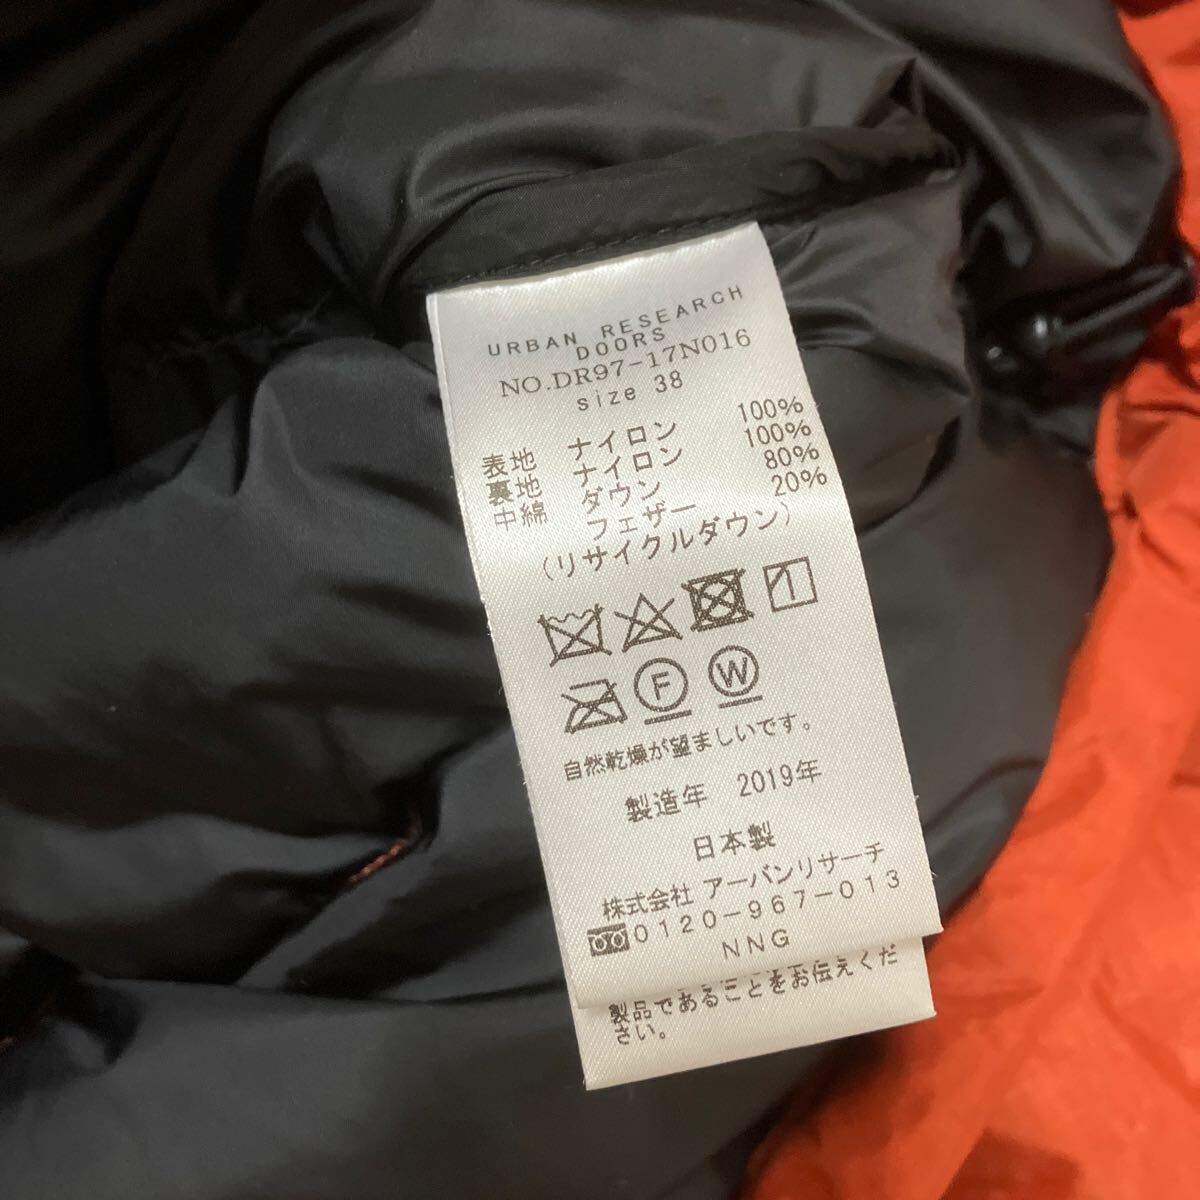 URBAN RESEARCH
DOORS
NO.DR97-17N016
size 38
表地 ナイロン 100%
裏地 ナイロン 100%
中綿 ダウン 80%
フェザー 20%
(リサイクルダウン)
F W
自然乾燥が望ましいです。
製造年 2019年
日本製
株式会社 アーバンリサーチ
0120-967-013
NNG
製品であることをお伝えくだ
さい。